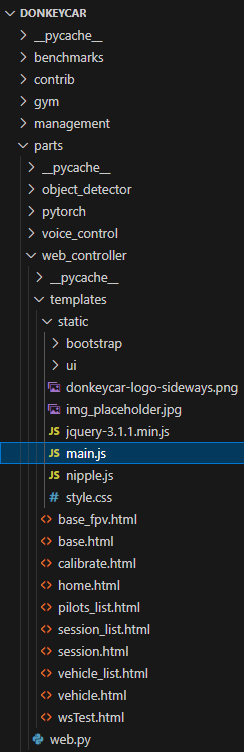 DONKEYCAR
__pycache__
benchmarks
contrib
gym
management
parts
__pycache__
object_detector
pytorch
voice_control
web_controller
__pycache__
templates
static
bootstrap
ui
donkeycar-logo-sideways.png
img_placeholder.jpg
JS jquery-3.1.1.min.js
JS main.js
JS nipple.js
# style.css
<> base_fpv.html
<> base.html
<> calibrate.html
<> home.html
<> pilots_list.html
<> session_list.html
<> session.html
<> vehicle_list.html
<> vehicle.html
<> wsTest.html
web.py